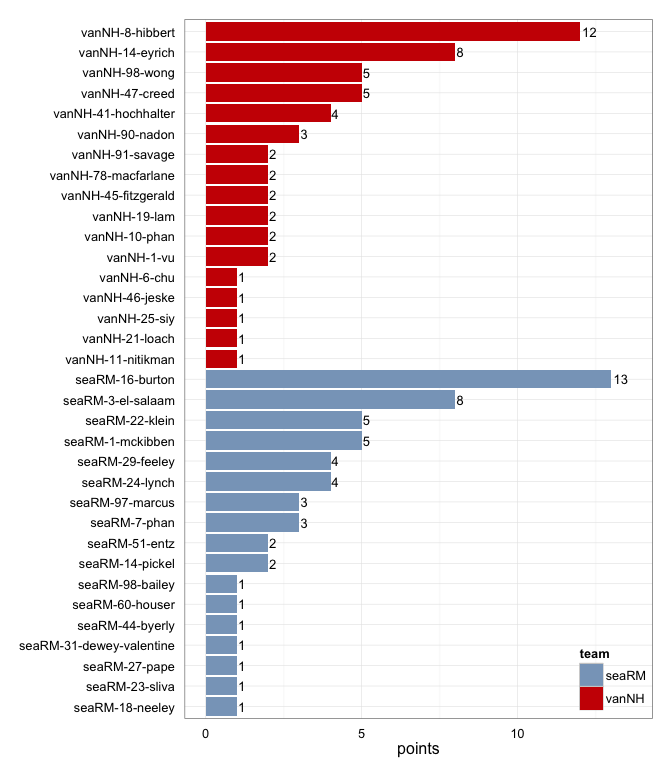 vanNH-8-hibbert 12
vanNH-14-eyrich 8
vanNH-98-wong 5
vanNH-47-creed 5
vanNH-41-hochhalter 4
vanNH-90-nadon 3
vanNH-91-savage 2
vanNH-78-macfarlane 2
vanNH-45-fitzgerald 2
vanNH-19-lam 2
vanNH-10-phan 2
vanNH-1-vu 2
vanNH-6-chu 1
vanNH-46-jeske 1
vanNH-25-siy 1
vanNH-21-loach 1
vanNH-11-nitikman 1
seaRM-16-burton 13
seaRM-3-el-salaam 8
seaRM-22-klein 5
seaRM-1-mckibben 5
seaRM-29-feeley 4
seaRM-24-lynch 4
seaRM-97-marcus 3
seaRM-7-phan 3
seaRM-51-entz 2
seaRM-14-pickel 2
seaRM-98-bailey 1
seaRM-60-houser 1
seaRM-44-byerly 1
seaRM-31-dewey-valentine 1
seaRM-27-pape 1
seaRM-23-sliva 1
seaRM-18-neeley 1
team
seaRM
vanNH
0 5 10
points